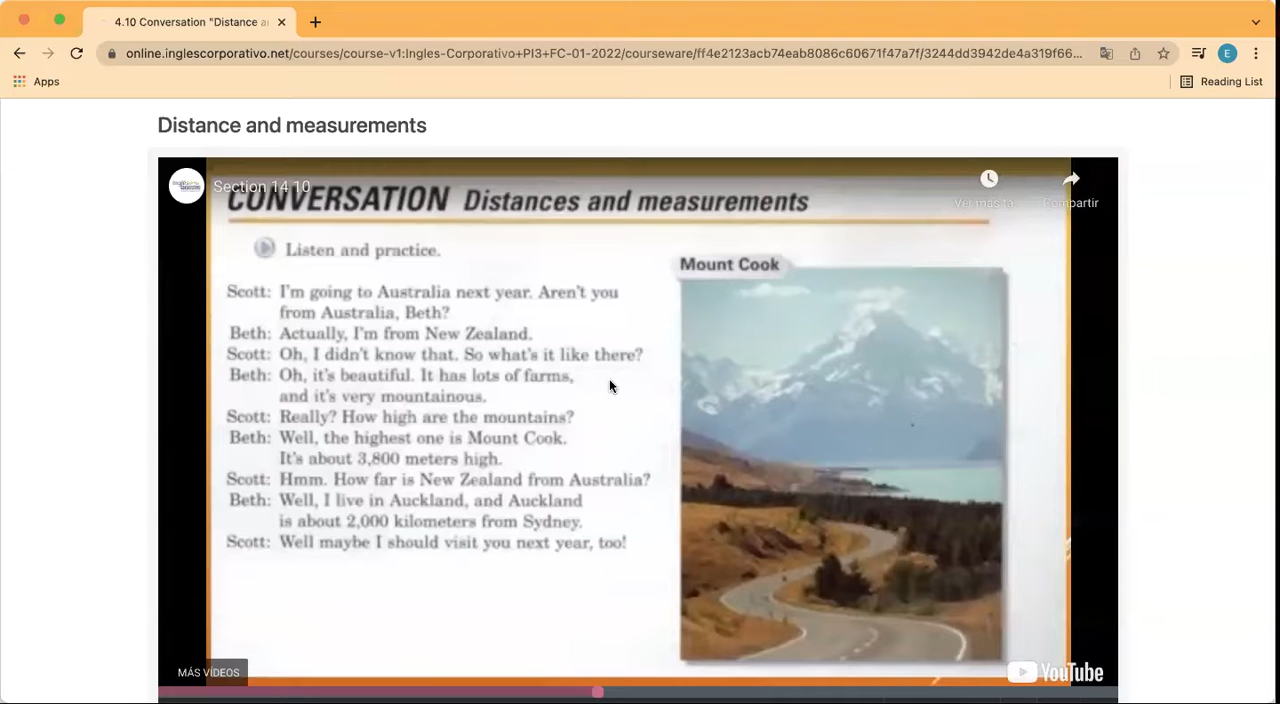 4.10 Conversation "Distance a
online.inglescorporativo.net/courses/course-v1:Ingles-Corporativo+PI3+FC-01-2022/courseware/ff4e2123acb74eab8086c60671f47a7f/3244dd3942de4a319f66...
E
Apps
Reading List
Distance and measurements
Section 14 10
CONVERSATION Distances and measurements
Ver más ta
Compartir
Listen and practice.
Mount Cook
Scott: I'm going to Australia next year. Aren't you
from Australia, Beth?
Beth: Actually, I'm from New Zealand.
Scott: Oh, I didn't know that. So what's it like there?
Beth: Oh, it's beautiful. It has lots of farms,
and it's very mountainous.
Scott: Really? How high are the mountains?
Beth: Well, the highest one is Mount Cook.
It's about 3,800 meters high.
Scott: Hmm. How far is New Zealand from Australia?
Beth: Well, I live in Auckland, and Auckland
is about 2,000 kilometers from Sydney.
Scott: Well maybe I should visit you next year, too!
MÁS VÍDEOS
YouTube